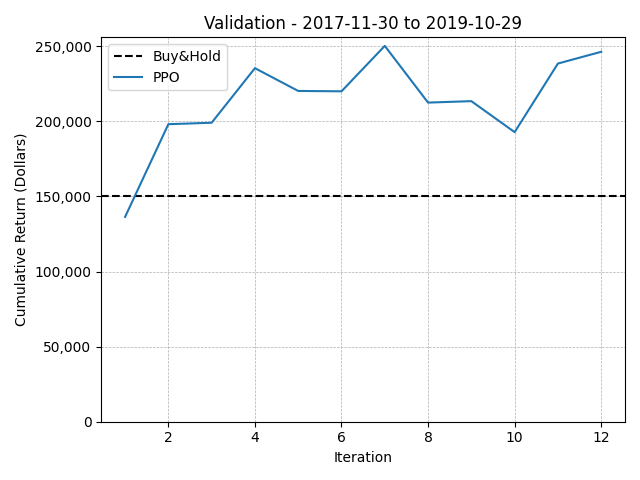 Validation - 2017-11-30 to 2019-10-29
Buy&Hold
PPO
Cumulative Return (Dollars)
250,000
200,000
150,000
100,000
50,000
0
2
4
6
8
10
12
Iteration